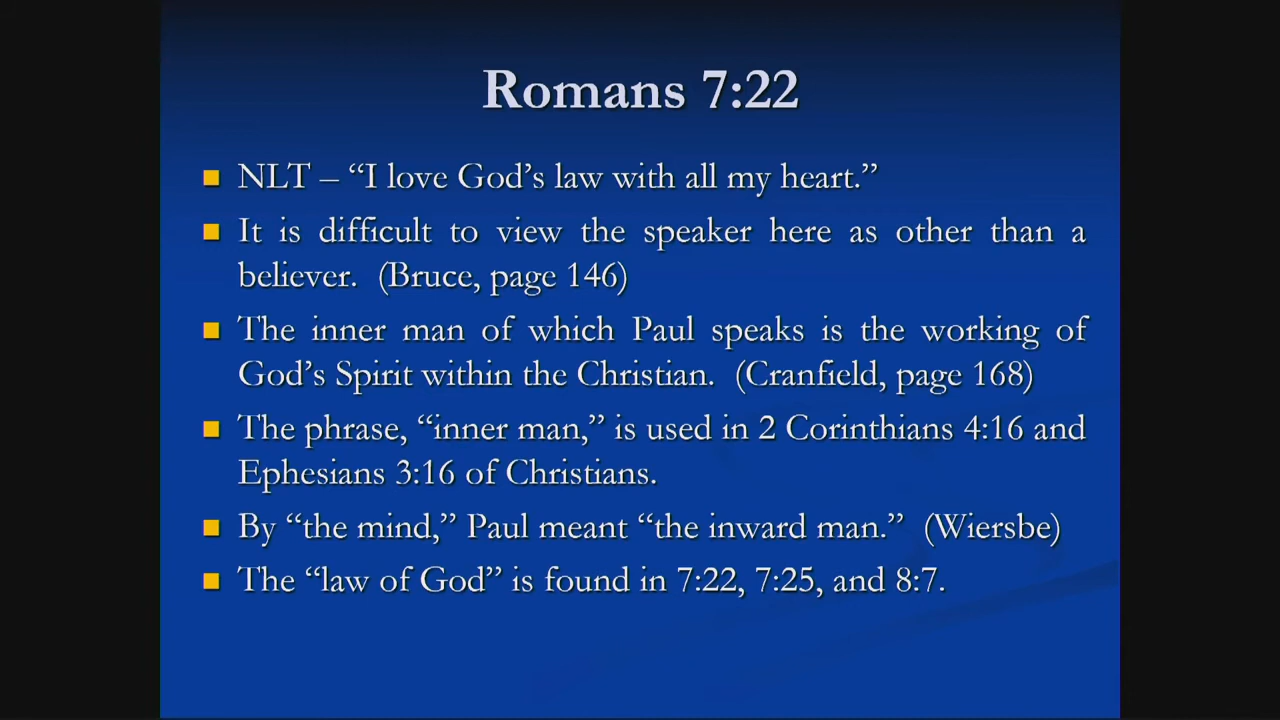 Romans 7:22
NLT – “I love God’s law with all my heart.”
It is difficult to view the speaker here as other than a
believer. (Bruce, page 146)
The inner man of which Paul speaks is the working of
God’s Spirit within the Christian. (Cranfield, page 168)
The phrase, “inner man,” is used in 2 Corinthians 4:16 and
Ephesians 3:16 of Christians.
By “the mind,” Paul meant “the inward man.” (Wiersbe)
The “law of God” is found in 7:22, 7:25, and 8:7.